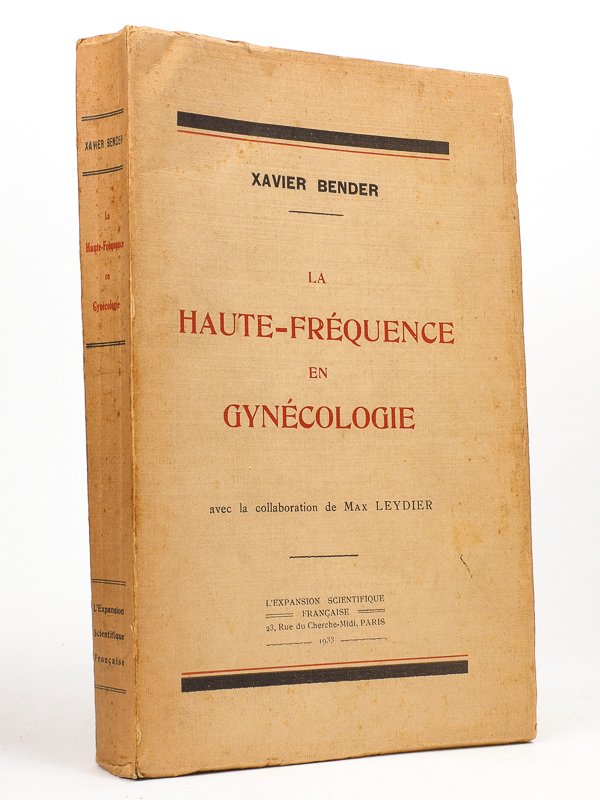 XAVIER BENDER
La
Haute-Fréquence
en
Gynécologie
L'Expansion
Scientifique
Française
XAVIER BENDER
LA
HAUTE-FRÉQUENCE
EN
GYNÉCOLOGIE
avec la collaboration de MAX LEYDIER
L'EXPANSION SCIENTIFIQUE
FRANÇAISE
23, Rue du Cherche-Midi, PARIS
1933